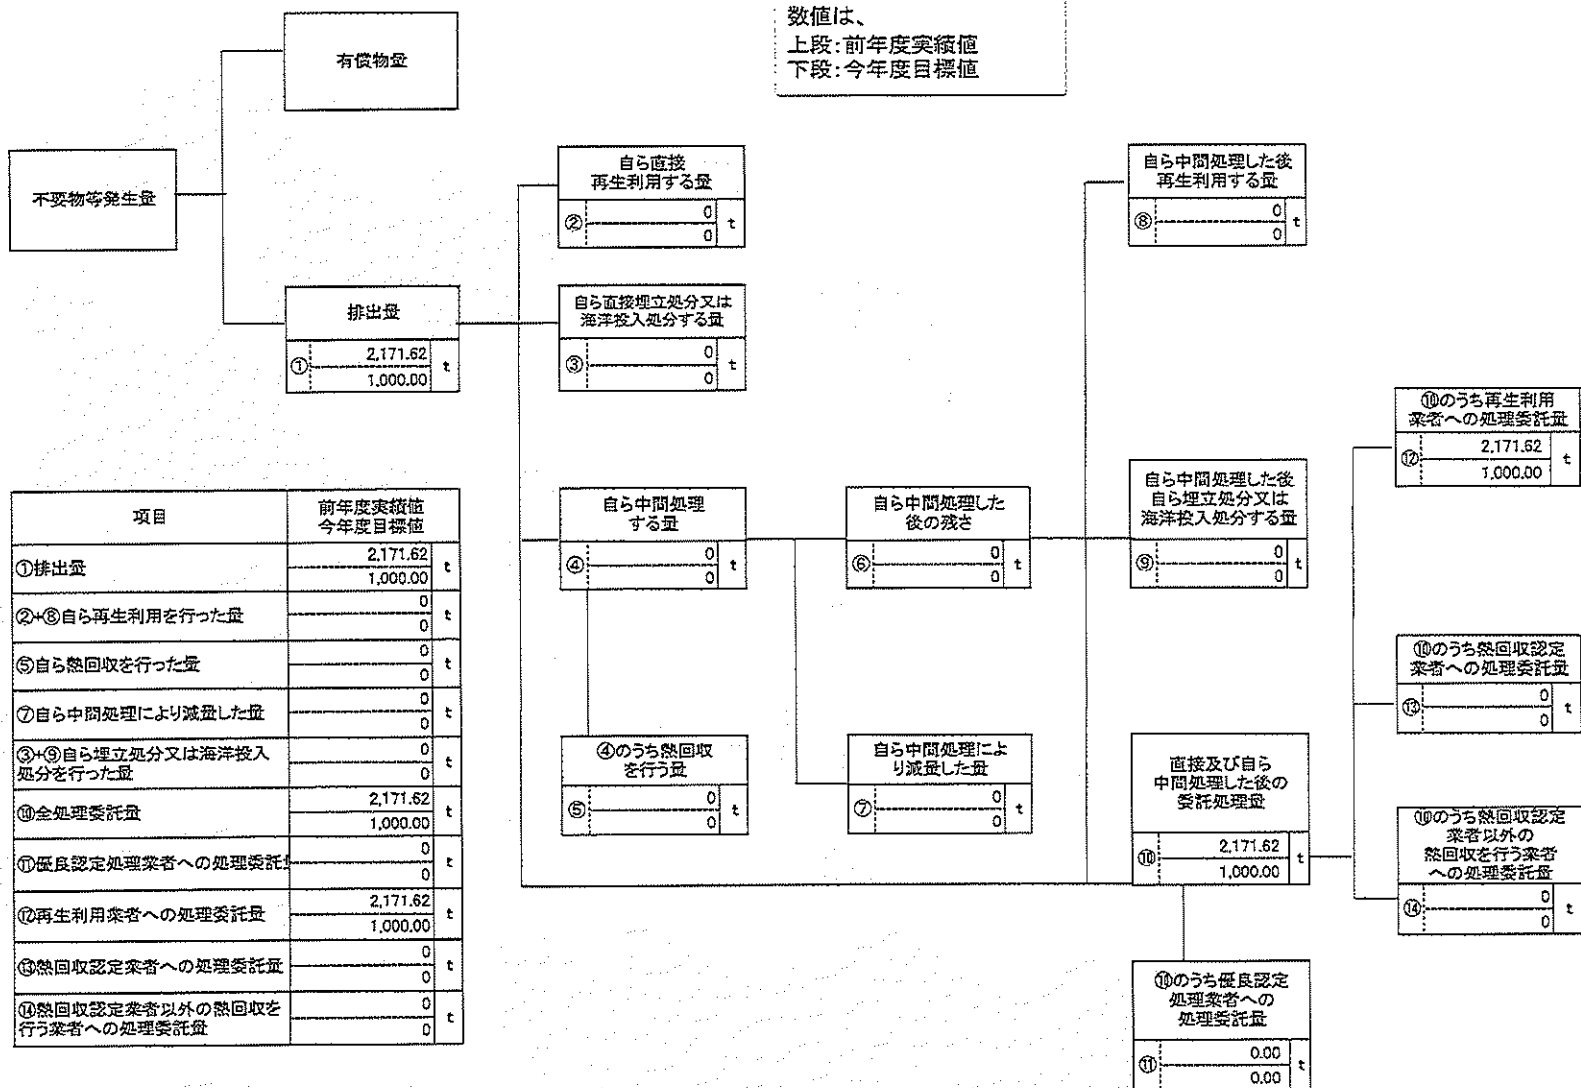 数値は、
上段:前年度実績値
下段:今年度目標値
有償物量
不要物等発生量
排出量
①
2,171.62
1,000.00
t
自ら直接
再生利用する量
②
0
0
t
自ら直接埋立処分又は
海洋投入処分する量
③
0
0
t
自ら中間処理した後
再生利用する量
⑧
0
0
t
自ら中間処理
する量
④
0
0
t
自ら中間処理した
後の残さ
⑥
0
0
t
自ら中間処理した後
自ら埋立処分又は
海洋投入処分する量
⑨
0
0
t
④のうち熱回収
を行う量
⑤
0
0
t
自ら中間処理によ
り減量した量
⑦
0
0
t
直接及び自ら
中間処理した後の
委託処理量
⑩
2,171.62
1,000.00
t
⑩のうち再生利用
業者への処理委託量
⑫
2,171.62
1,000.00
t
⑩のうち熱回収認定
業者への処理委託量
⑬
0
0
t
⑩のうち熱回収認定
業者以外の
熱回収を行う業者
への処理委託量
⑭
0
0
t
⑩のうち優良認定
処理業者への
処理委託量
⑪
0.00
0.00
t
項目
前年度実績値
今年度目標値
①排出量
2,171.62
1,000.00
t
②+⑧自ら再生利用を行った量
0
0
t
⑤自ら熱回収を行った量
0
0
t
⑦自ら中間処理により減量した量
0
0
t
③+⑨自ら埋立処分又は海洋投入
処分を行った量
0
0
t
⑩全処理委託量
2,171.62
1,000.00
t
⑪優良認定処理業者への処理委託
0
0
t
⑫再生利用業者への処理委託量
2,171.62
1,000.00
t
⑬熱回収認定業者への処理委託量
0
0
t
⑭熱回収認定業者以外の熱回収を
行う業者への処理委託量
0
0
t